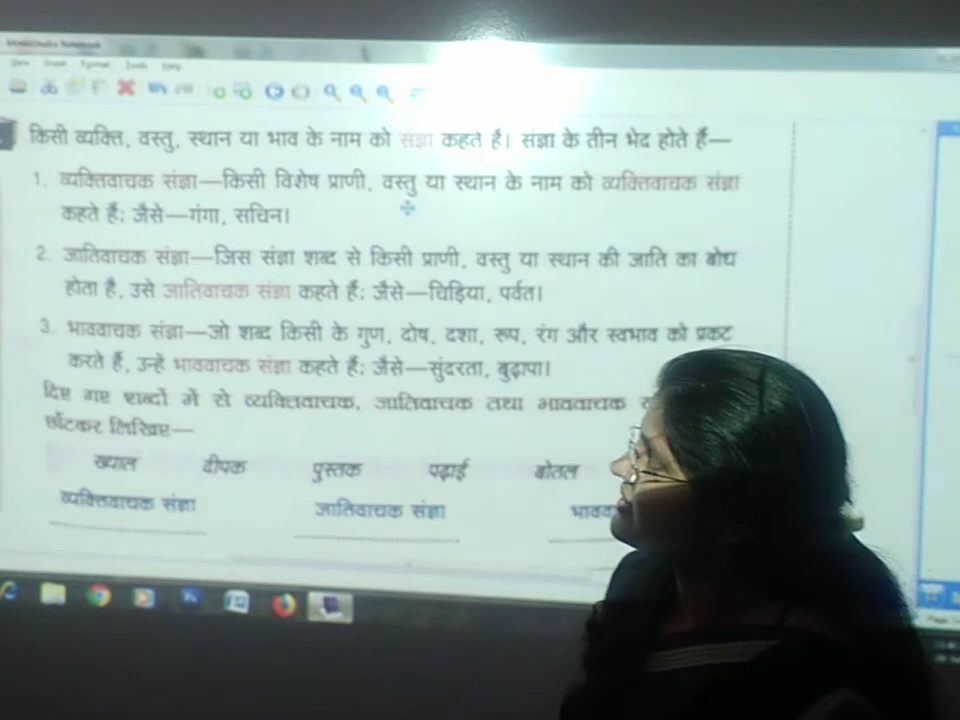 किसी व्यक्ति, वस्तु, स्थान या भाव के नाम को संज्ञा कहते हैं। संज्ञा के तीन भेद होते हैं—
1. व्यक्तिवाचक संज्ञा—किसी विशेष प्राणी, वस्तु या स्थान के नाम को व्यक्तिवाचक संज्ञा
कहते हैं; जैसे—गंगा, सचिन।
2. जातिवाचक संज्ञा—जिस संज्ञा शब्द से किसी प्राणी, वस्तु या स्थान की जाति का बोध
होता है, उसे जातिवाचक संज्ञा कहते हैं; जैसे—चिड़िया, पर्वत।
3. भाववाचक संज्ञा—जो शब्द किसी के गुण, दोष, दशा, रूप, रंग और स्वभाव को प्रकट
करते हैं, उन्हें भाववाचक संज्ञा कहते हैं; जैसे—सुंदरता, बुढ़ापा।
दिए गए शब्दों में से व्यक्तिवाचक, जातिवाचक तथा भाववाचक
छाँटकर लिखिए—
ख्याल दीपक पुस्तक पढ़ाई बोतल
व्यक्तिवाचक संज्ञा जातिवाचक संज्ञा भावव